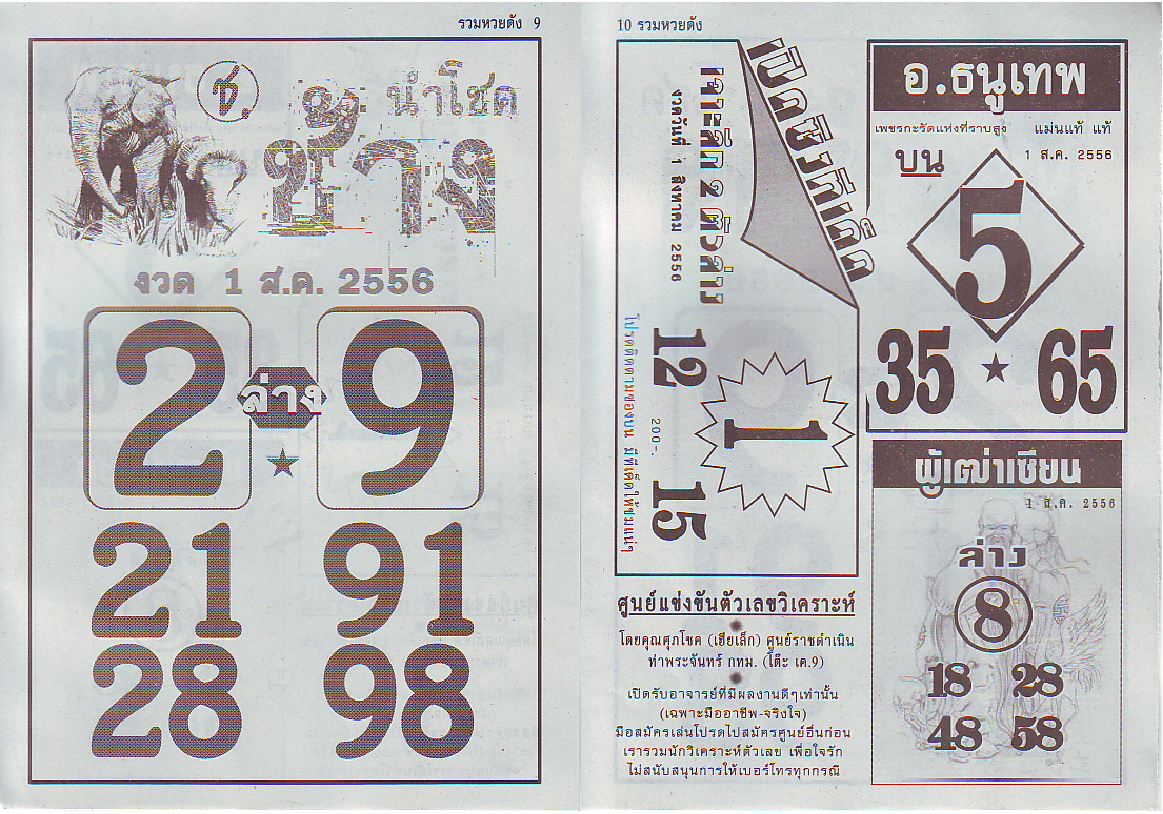 รวมหวยดัง 9
ช.
ช้าง นำโชค
งวด 1 ส.ค. 2556
2 ล่าง 9
21 91
28 98
10 รวมหวยดัง
เจาะลึก 2 ตัวล่าง
งวดวันที่ 1 สิงหาคม 2556
12
1
200-.
15
อ.ธนูเทพ
เพชรกะรัตแห่งที่ราบสูง แม่นแท้ แท้
บน 1 ส.ค. 2556
5
35 65
ผู้เฒ่าเซียน
1 ส.ค. 2556
ล่าง
8
18 28
48 58
ศูนย์แข่งขันตัวเลขวิเคราะห์
โดยคุณศุภโชค (เฮียเล็ก) ศูนย์ราชดำเนิน
ท่าพระจันทร์ กทม. (โต๊ะ เค.9)
เปิดรับอาจารย์ที่มีผลงานดีๆเท่านั้น
(เฉพาะมืออาชีพ-จริงใจ)
มือสมัครเล่นโปรดไปสมัครศูนย์อื่นก่อน
เรารวมนักวิเคราะห์ตัวเลข เพื่อใจรัก
ไม่สนับสนุนการให้เบอร์โทรทุกกรณี